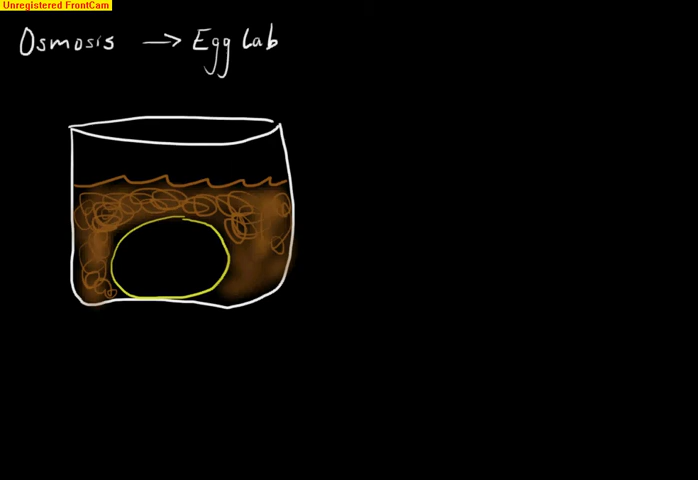 Unregistered FrontCam
Osmosis → Egg Lab